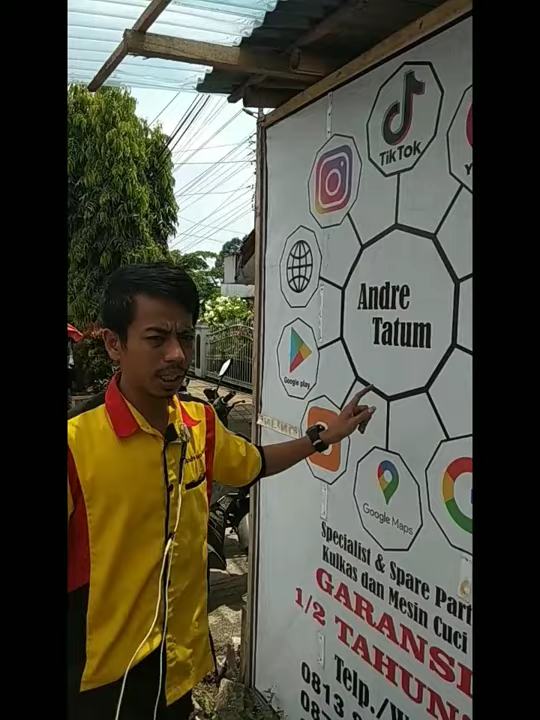 TikTok
Andre
Tatum
Google play
Google Maps
Specialist & Spare Part
Kulkas dan Mesin Cuci
GARANSI
1/2 TAHUN
Telp./W
0813